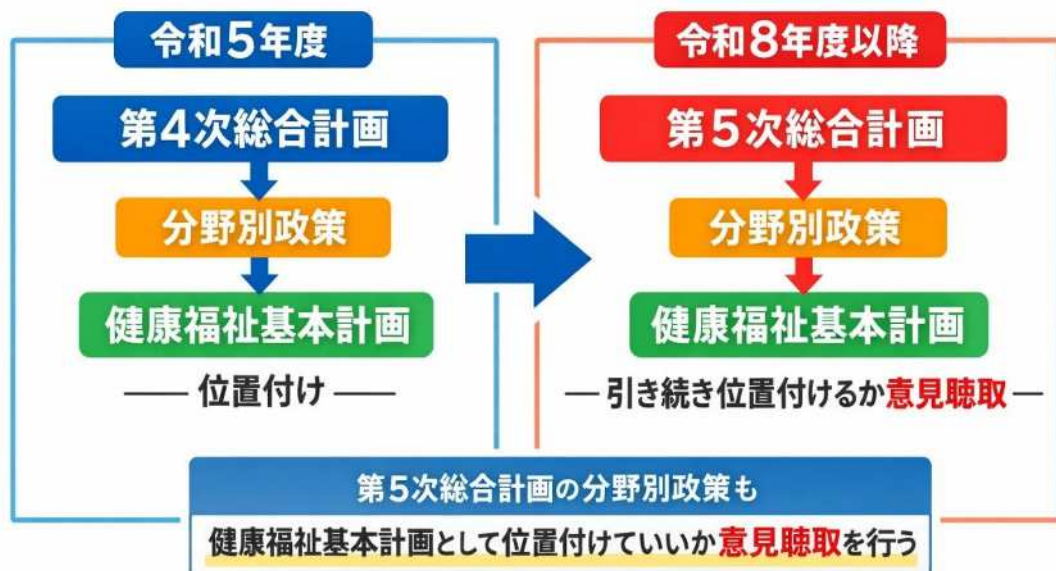 令和5年度
第4次総合計画
分野別政策
健康福祉基本計画
位置付け
令和8年度以降
第5次総合計画
分野別政策
健康福祉基本計画
引き続き位置付けるか意見聴取
第5次総合計画の分野別政策も
健康福祉基本計画として位置付けていいか意見聴取を行う